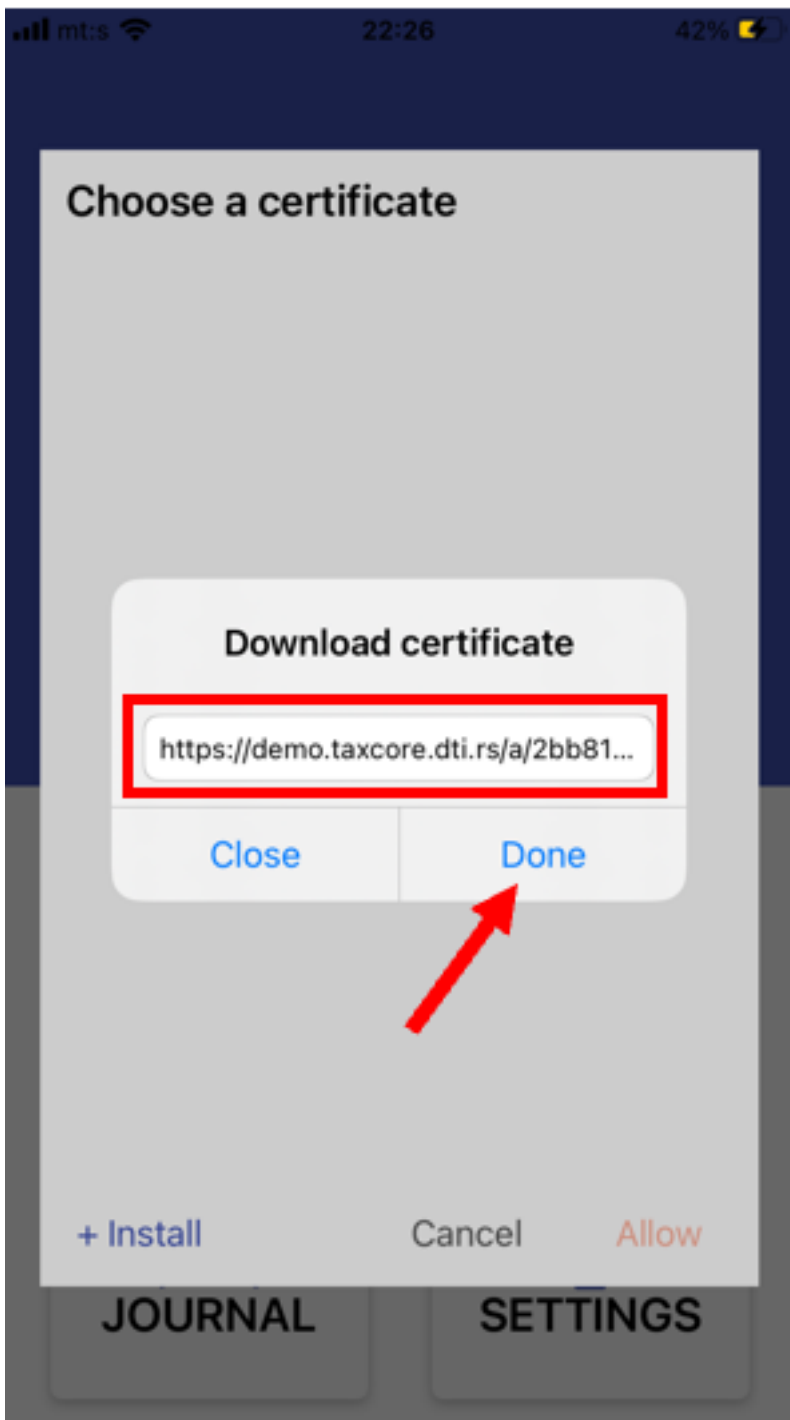 mt:s 22:26 42%
Choose a certificate
Download certificate
https://demo.taxcore.dti.rs/a/2bb81...
Close Done
+ Install Cancel Allow
JOURNAL SETTINGS